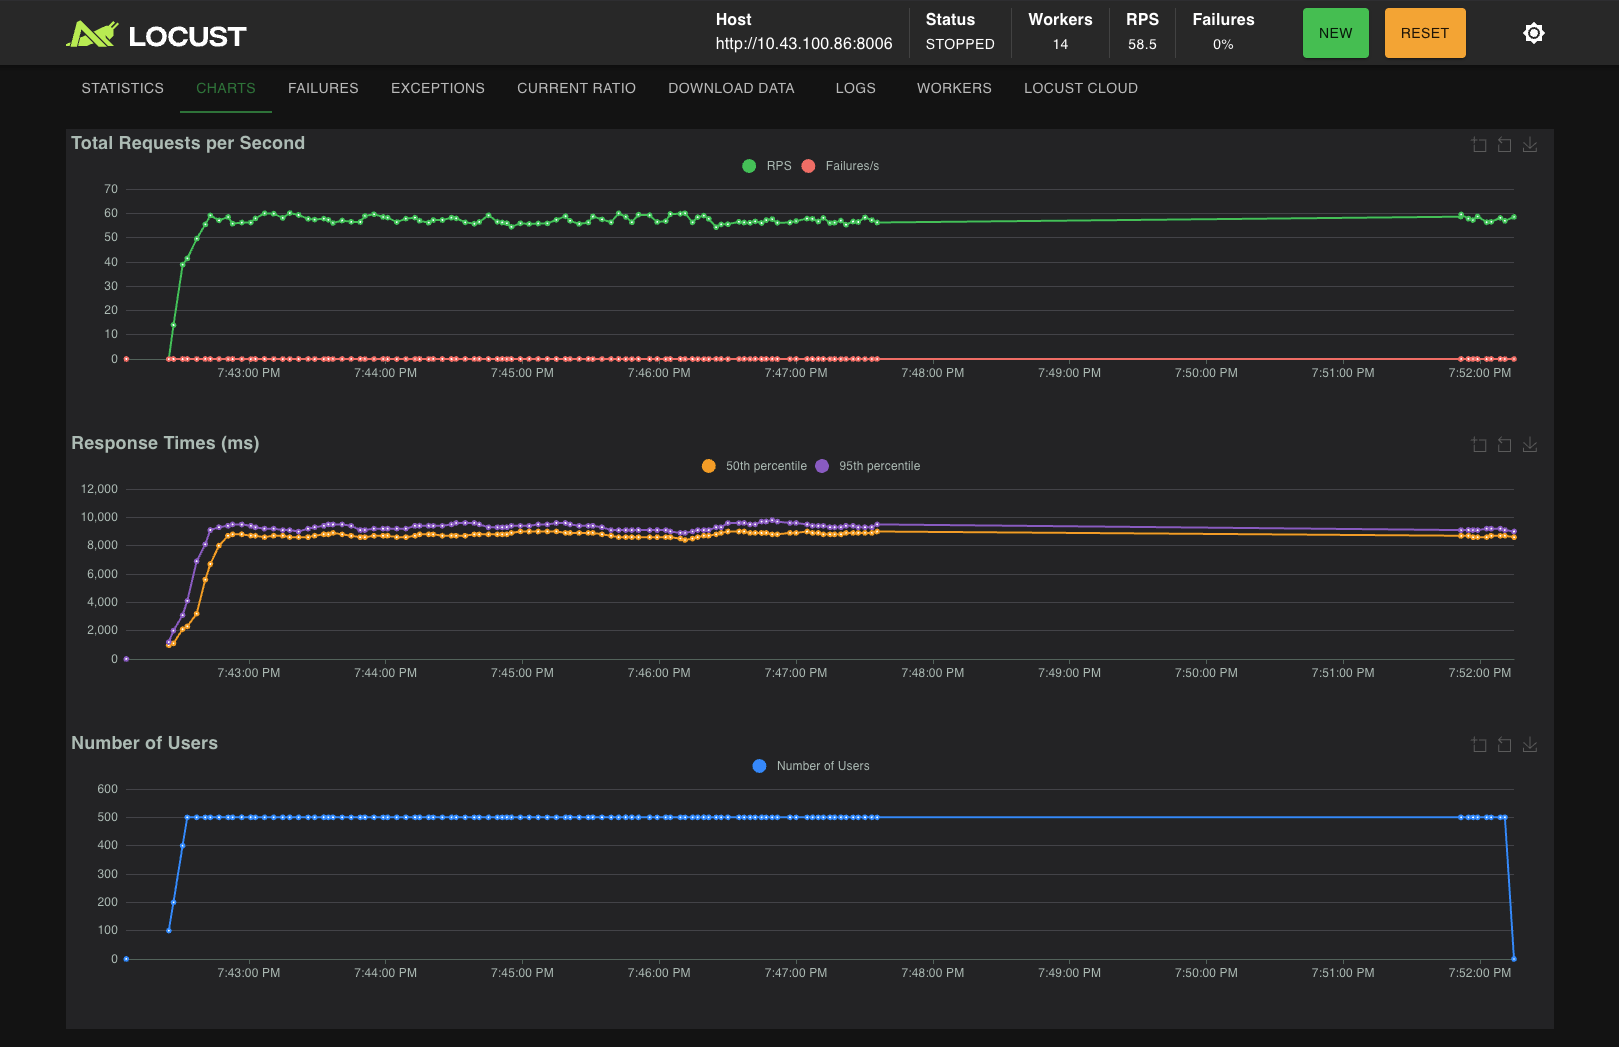 LOCUST
Host
http://10.43.100.86:8006
Status
STOPPED
Workers
14
RPS
58.5
Failures
0%
NEW
RESET
STATISTICS CHARTS FAILURES EXCEPTIONS CURRENT RATIO DOWNLOAD DATA LOGS WORKERS LOCUST CLOUD
Total Requests per Second
RPS Failures/s
70
60
50
40
30
20
10
0
7:43:00 PM 7:44:00 PM 7:45:00 PM 7:46:00 PM 7:47:00 PM 7:48:00 PM 7:49:00 PM 7:50:00 PM 7:51:00 PM 7:52:00 PM
Response Times (ms)
50th percentile 95th percentile
12,000
10,000
8,000
6,000
4,000
2,000
0
7:43:00 PM 7:44:00 PM 7:45:00 PM 7:46:00 PM 7:47:00 PM 7:48:00 PM 7:49:00 PM 7:50:00 PM 7:51:00 PM 7:52:00 PM
Number of Users
Number of Users
600
500
400
300
200
100
0
7:43:00 PM 7:44:00 PM 7:45:00 PM 7:46:00 PM 7:47:00 PM 7:48:00 PM 7:49:00 PM 7:50:00 PM 7:51:00 PM 7:52:00 PM